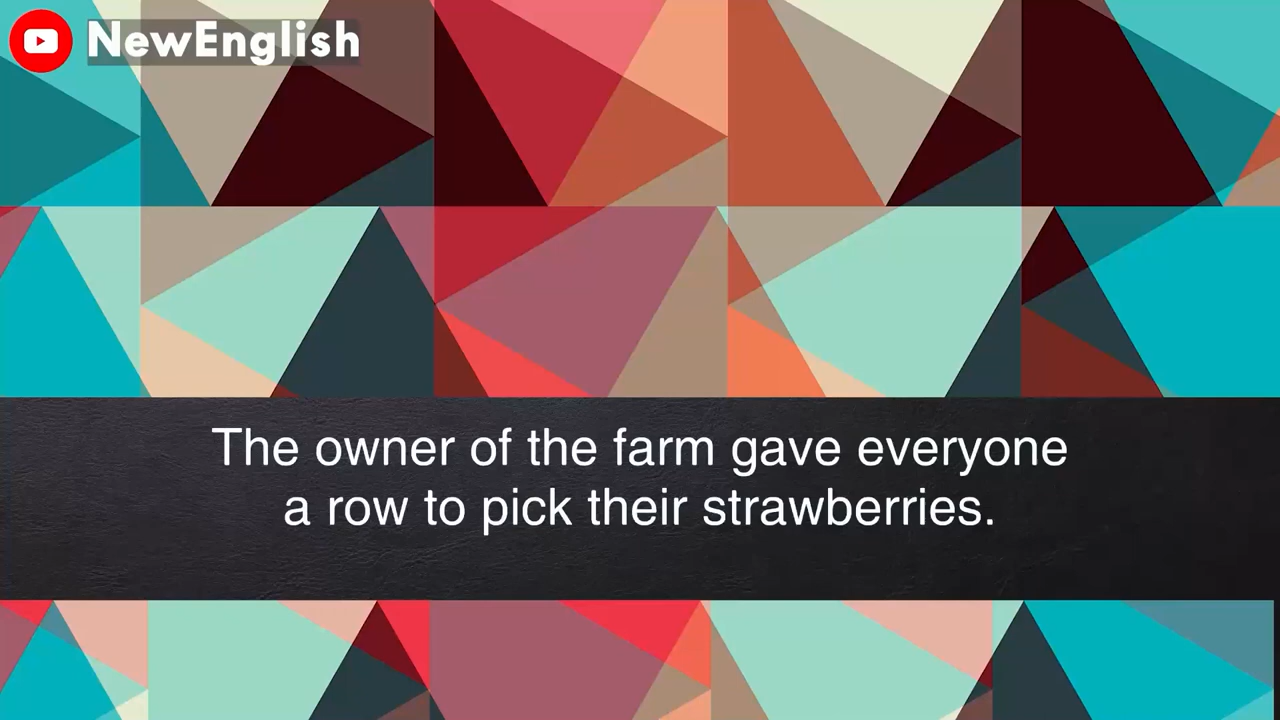 NewEnglish
The owner of the farm gave everyone
a row to pick their strawberries.